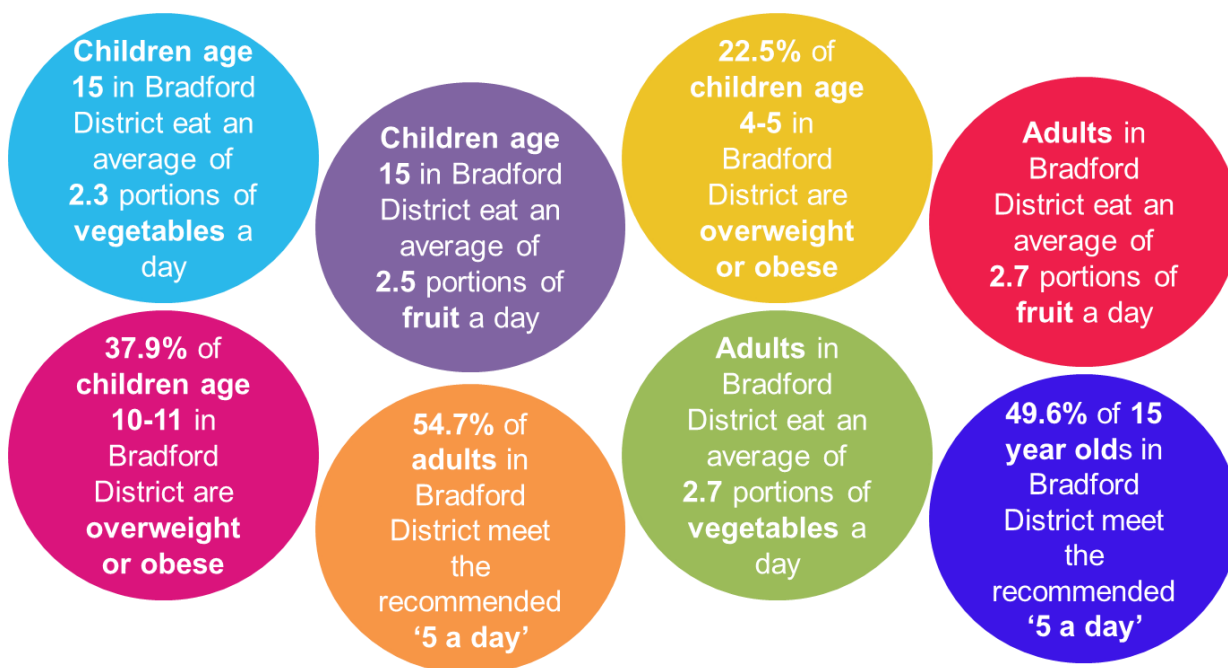 Children age
15 in Bradford
District eat an
average of
2.3 portions of
vegetables a
day
Children age
15 in Bradford
District eat an
average of
2.5 portions of
fruit a day
22.5% of
children age
4-5 in
Bradford
District are
overweight
or obese
Adults in
Bradford
District eat an
average of
2.7 portions of
fruit a day
37.9% of
children age
10-11 in
Bradford
District are
overweight
or obese
54.7% of
adults in
Bradford
District meet
the
recommended
‘5 a day’
Adults in
Bradford
District eat an
average of
2.7 portions of
vegetables a
day
49.6% of 15
year olds in
Bradford
District meet
the
recommended
‘5 a day’